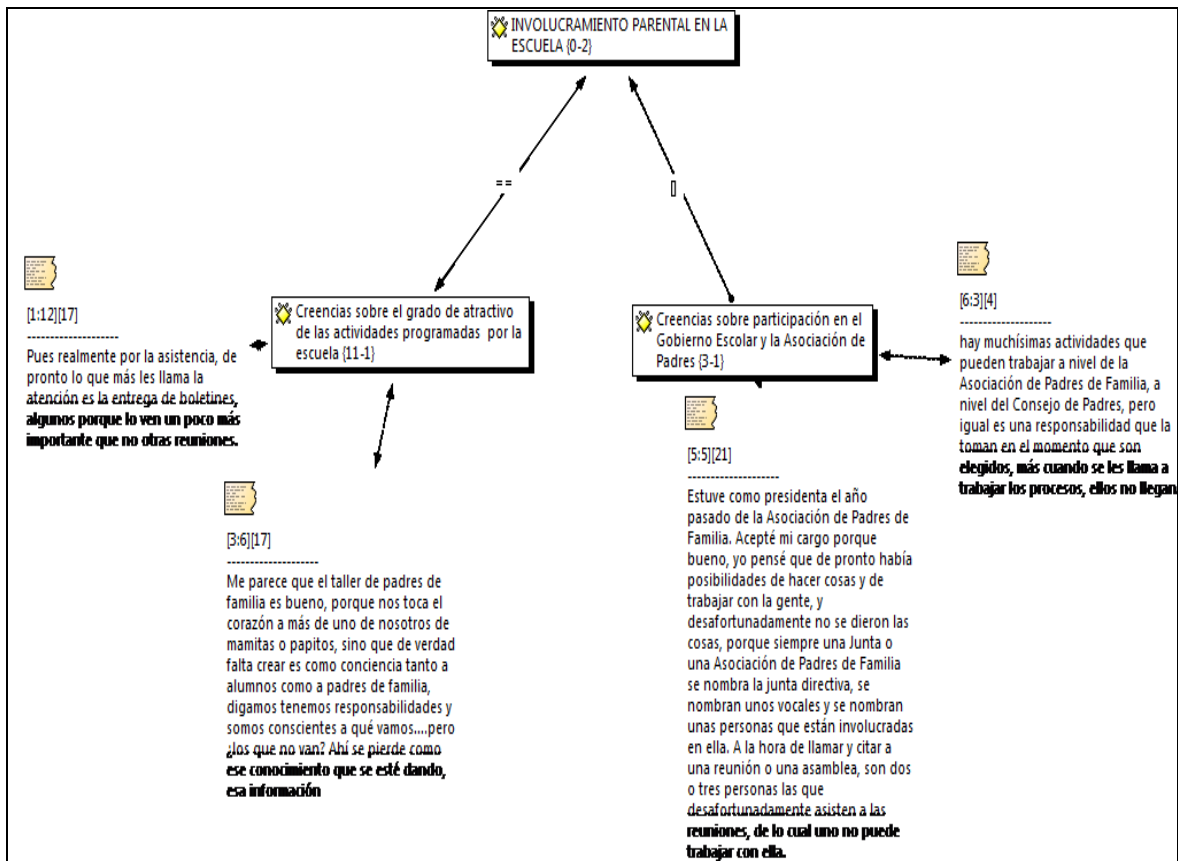 INVOLUCRAMIENTO PARENTAL EN LA
ESCUELA {0-2}
==
[]
[1:12][17]
--------------------
Pues realmente por la asistencia, de
pronto lo que más les llama la
atención es la entrega de boletines,
algunos porque lo ven un poco más
importante que no otras reuniones.
Creencias sobre el grado de atractivo
de las actividades programadas por la
escuela {11-1}
Creencias sobre participación en el
Gobierno Escolar y la Asociación de
Padres {3-1}
[6:3][4]
--------------------
hay muchísimas actividades que
pueden trabajar a nivel de la
Asociación de Padres de Familia, a
nivel del Consejo de Padres, pero
igual es una responsabilidad que la
toman en el momento que son
elegidos, más cuando se les llama a
trabajar los procesos, ellos no llegan
[3:6][17]
--------------------
Me parece que el taller de padres de
familia es bueno, porque nos toca el
corazón a más de uno de nosotros de
mamitas o papitos, sino que de verdad
falta crear es como conciencia tanto a
alumnos como a padres de familia,
digamos tenemos responsabilidades y
somos conscientes a qué vamos....pero
¿los que no van? Ahí se pierde como
ese conocimiento que se esté dando,
esa información
[5:5][21]
--------------------
Estuve como presidenta el año
pasado de la Asociación de Padres de
Familia. Acepté mi cargo porque
bueno, yo pensé que de pronto había
posibilidades de hacer cosas y de
trabajar con la gente, y
desafortunadamente no se dieron las
cosas, porque siempre una Junta o
una Asociación de Padres de Familia
se nombra la junta directiva, se
nombran unos vocales y se nombran
unas personas que están involucradas
en ella. A la hora de llamar y citar a
una reunión o una asamblea, son dos
o tres personas las que
desafortunadamente asisten a las
reuniones, de lo cual uno no puede
trabajar con ella.